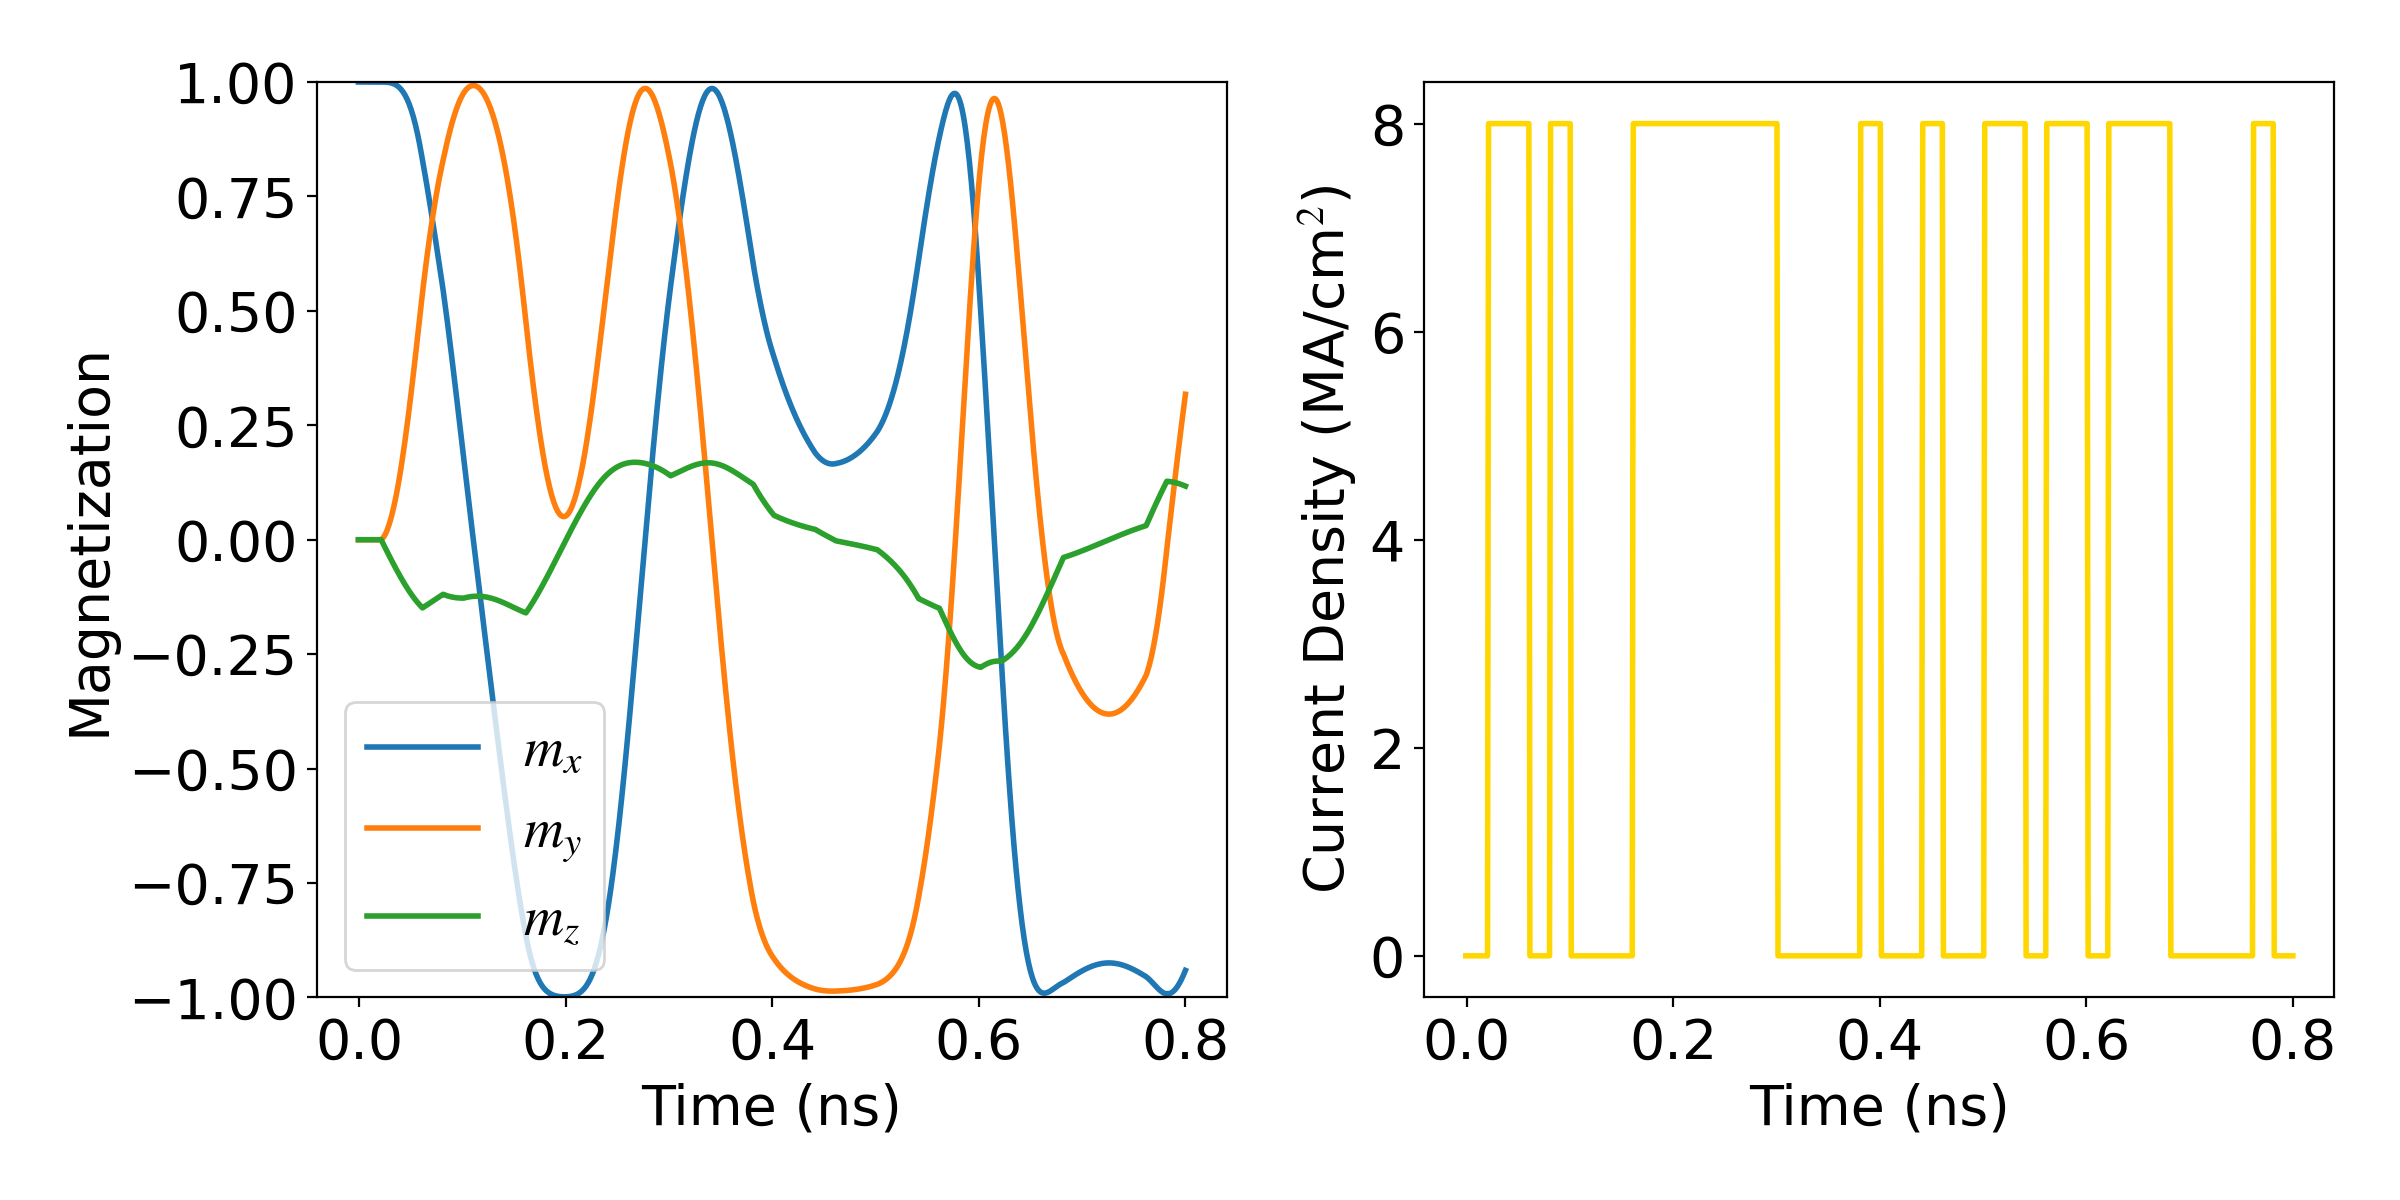 1.00
0.75
0.50
0.25
0.00
−0.25
−0.50
−0.75
−1.00
Magnetization
m_x
m_y
m_z
0.0 0.2 0.4 0.6 0.8
Time (ns)
8
6
4
2
0
Current Density (MA/cm²)
0.0 0.2 0.4 0.6 0.8
Time (ns)